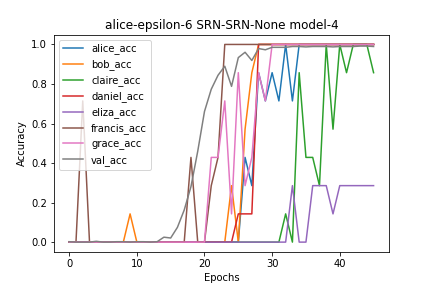 alice-epsilon-6 SRN-SRN-None model-4
1.0
0.8
0.6
0.4
0.2
0.0
Accuracy
alice_acc
bob_acc
claire_acc
daniel_acc
eliza_acc
francis_acc
grace_acc
val_acc
0 10 20 30 40
Epochs